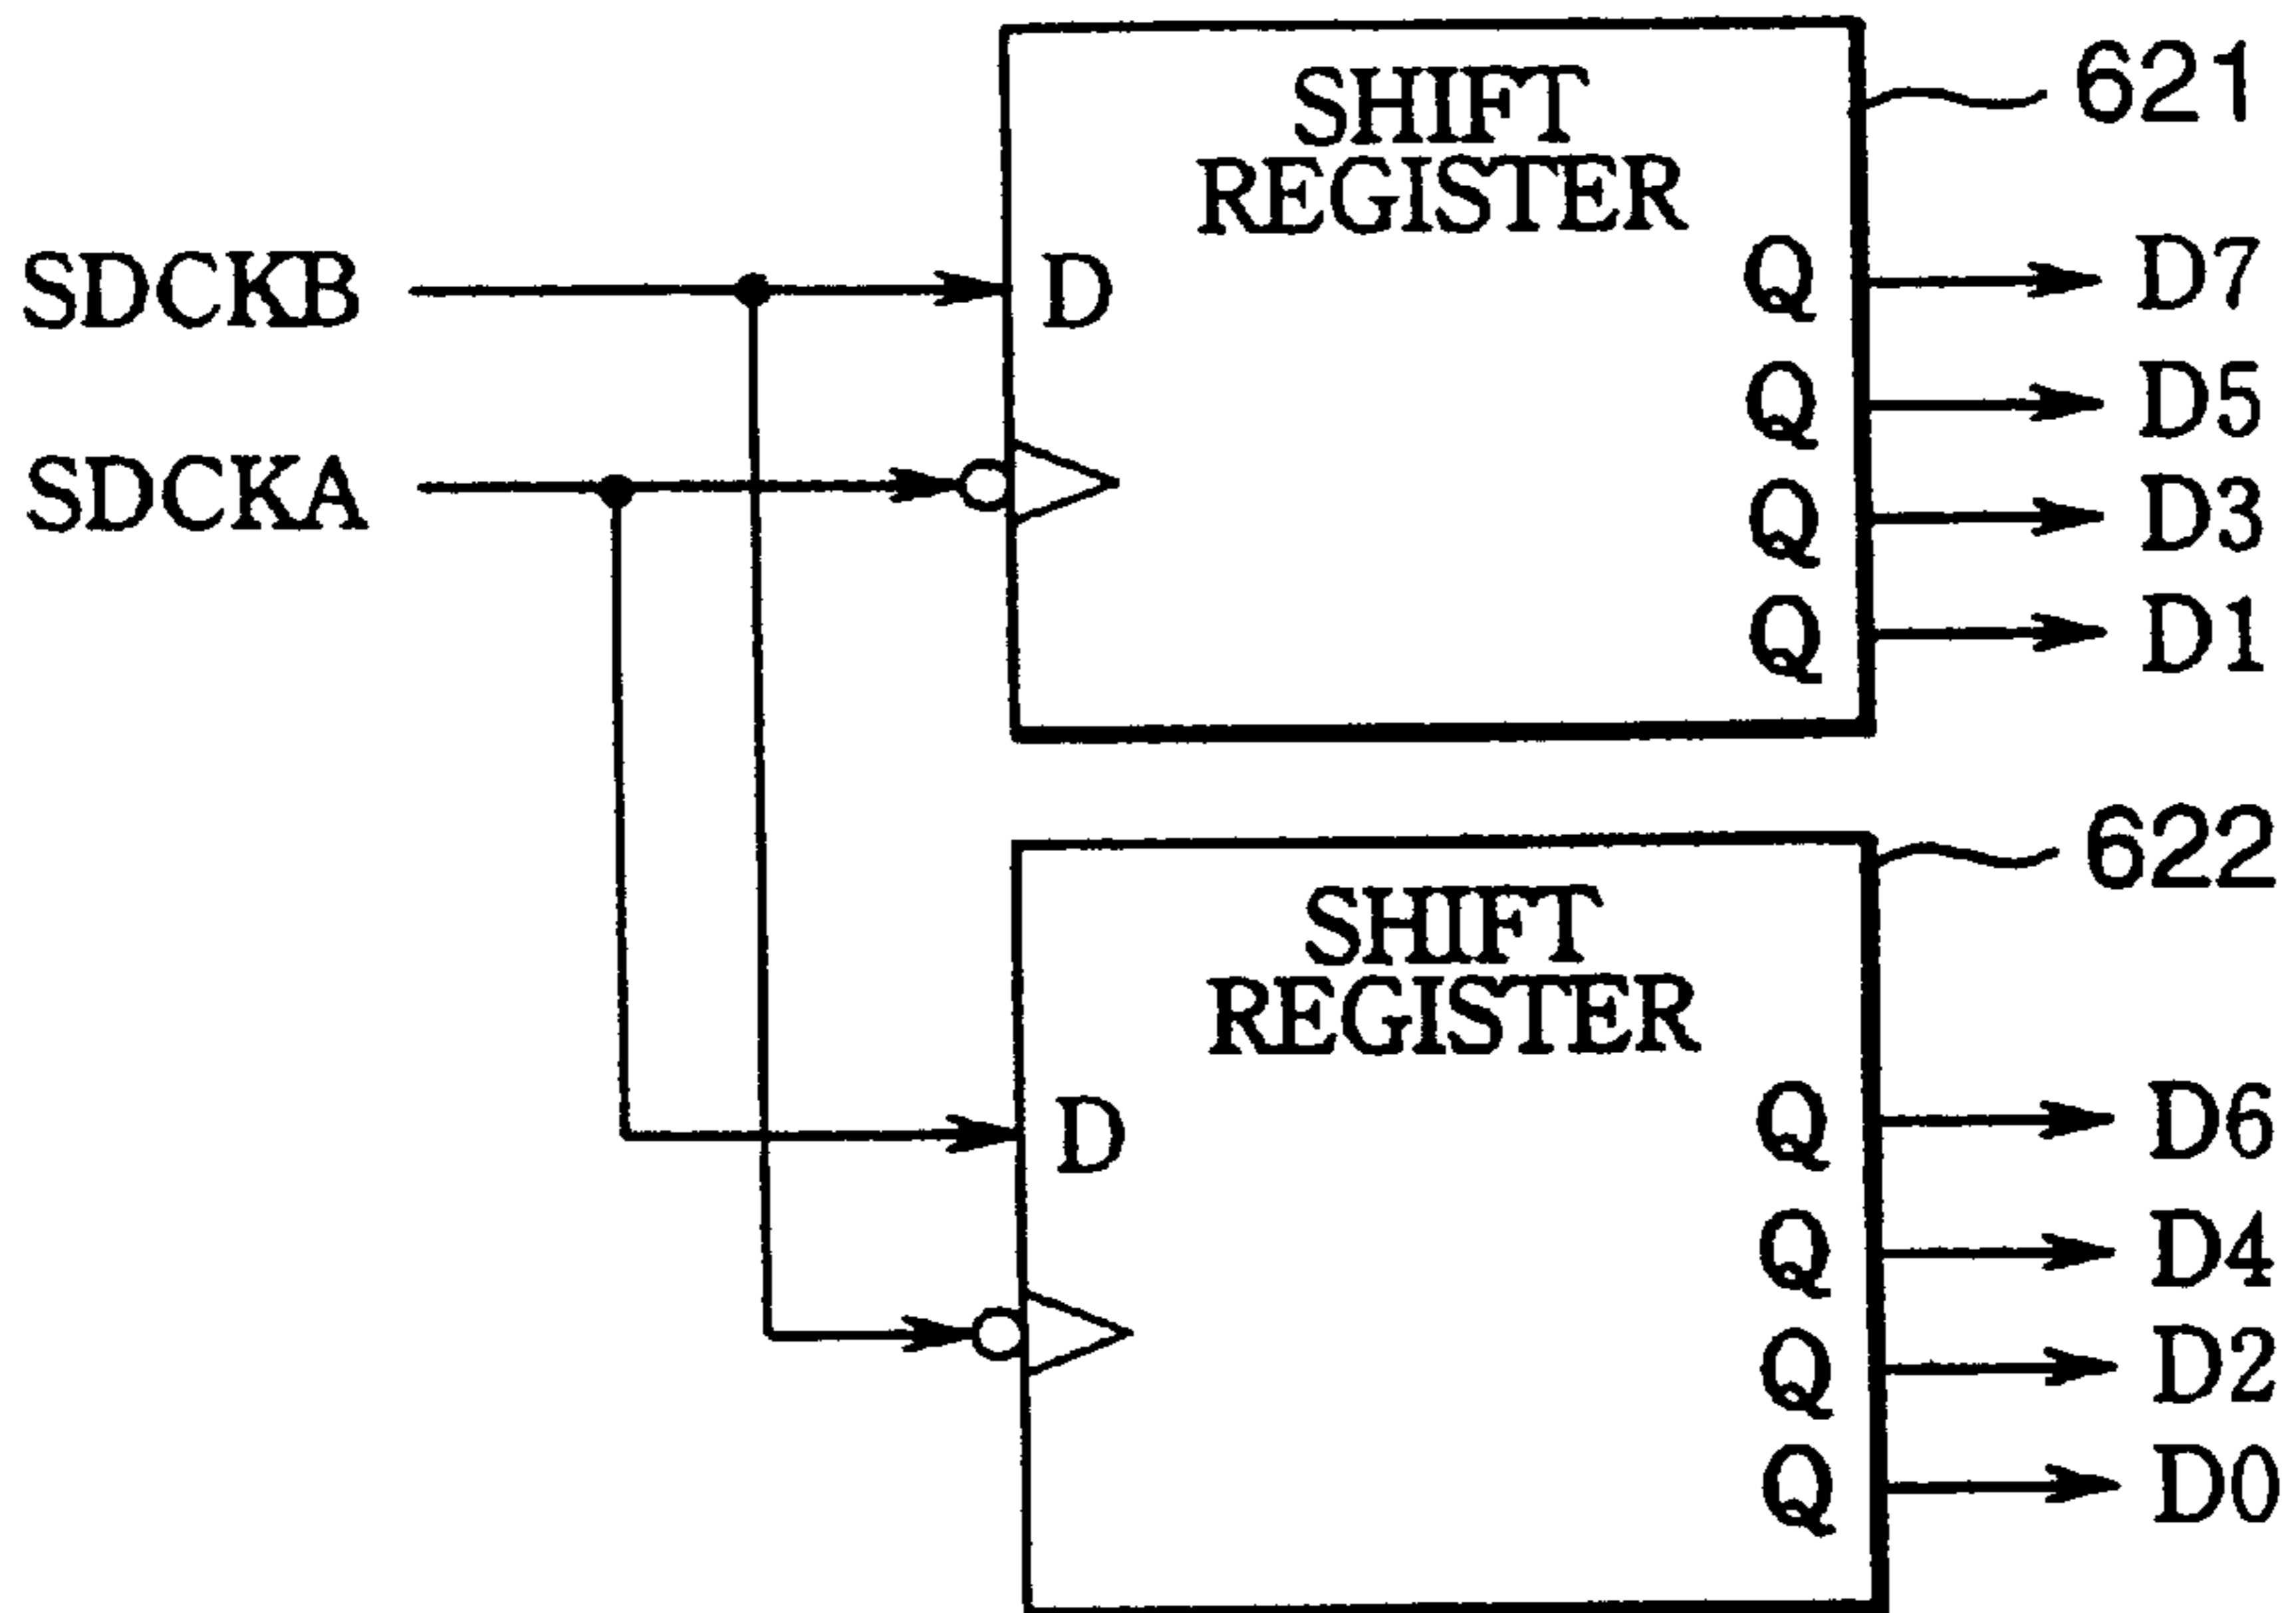 SHIFT
REGISTER
621
SDCKB
D
Q
D7
Q
D5
SDCKA
Q
D3
Q
D1
SHIFT
REGISTER
622
D
Q
D6
Q
D4
Q
D2
Q
D0